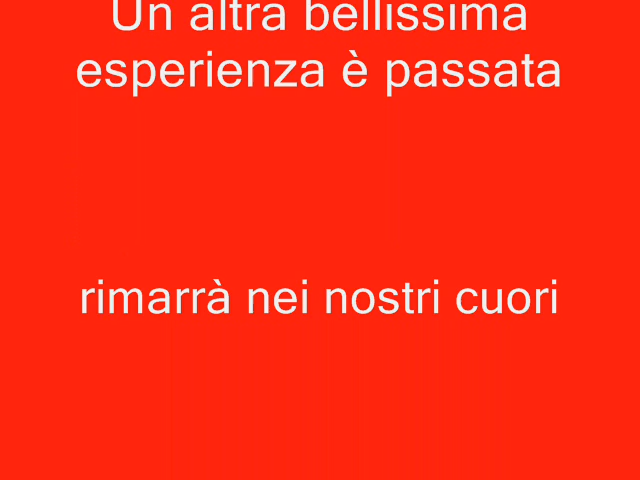 Un altra bellissima
esperienza è passata
rimarrà nei nostri cuori